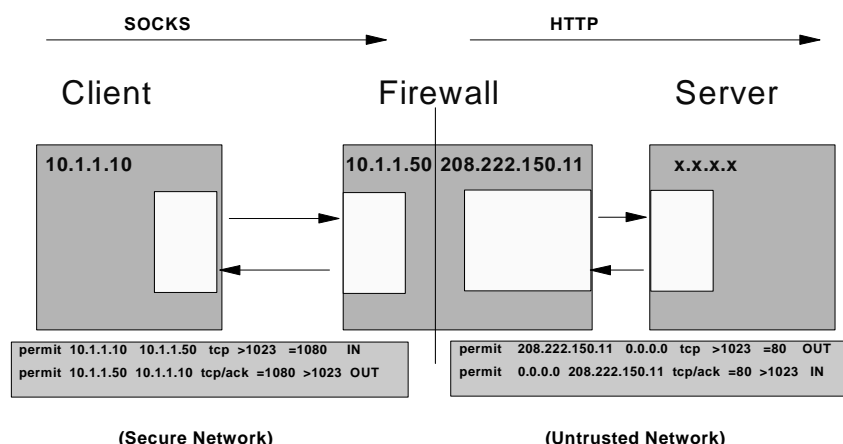 SOCKS HTTP
Client Firewall Server
10.1.1.10 10.1.1.50 208.222.150.11 x.x.x.x
permit 10.1.1.10 10.1.1.50 tcp >1023 =1080 IN
permit 10.1.1.50 10.1.1.10 tcp/ack =1080 >1023 OUT
permit 208.222.150.11 0.0.0.0 tcp >1023 =80 OUT
permit 0.0.0.0 208.222.150.11 tcp/ack =80 >1023 IN
(Secure Network) (Untrusted Network)